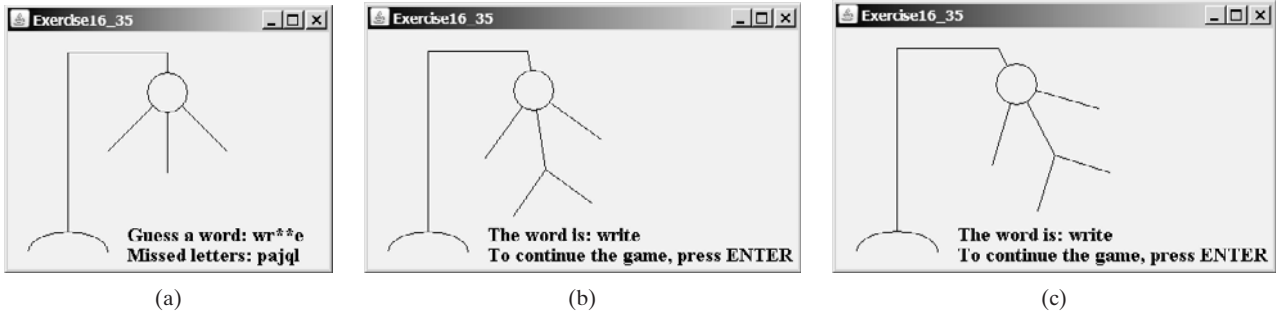 Exercise16_35
Guess a word: wr**e
Missed letters: pajql
(a)
Exercise16_35
The word is: write
To continue the game, press ENTER
(b)
Exercise16_35
The word is: write
To continue the game, press ENTER
(c)